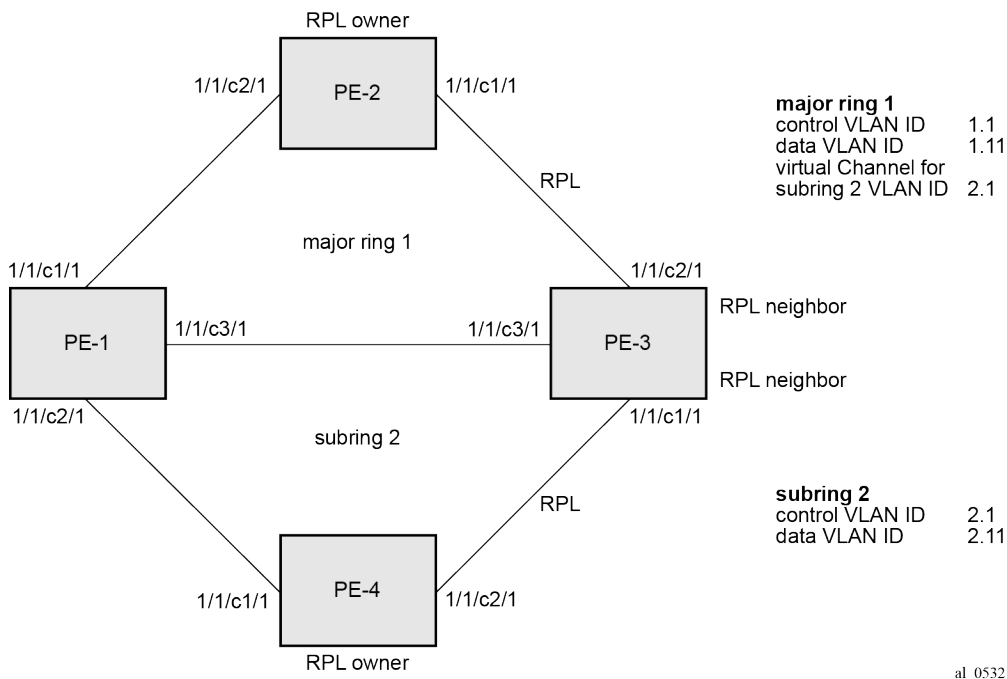 RPL owner
1/1/c2/1
PE-2
1/1/c1/1
major ring 1
control VLAN ID 1.1
data VLAN ID 1.11
virtual Channel for
subring 2 VLAN ID 2.1
RPL
major ring 1
1/1/c1/1
1/1/c2/1
PE-1
1/1/c3/1
1/1/c3/1
PE-3
RPL neighbor
RPL neighbor
1/1/c2/1
1/1/c1/1
subring 2
RPL
subring 2
control VLAN ID 2.1
data VLAN ID 2.11
1/1/c1/1
PE-4
1/1/c2/1
RPL owner
al_0532